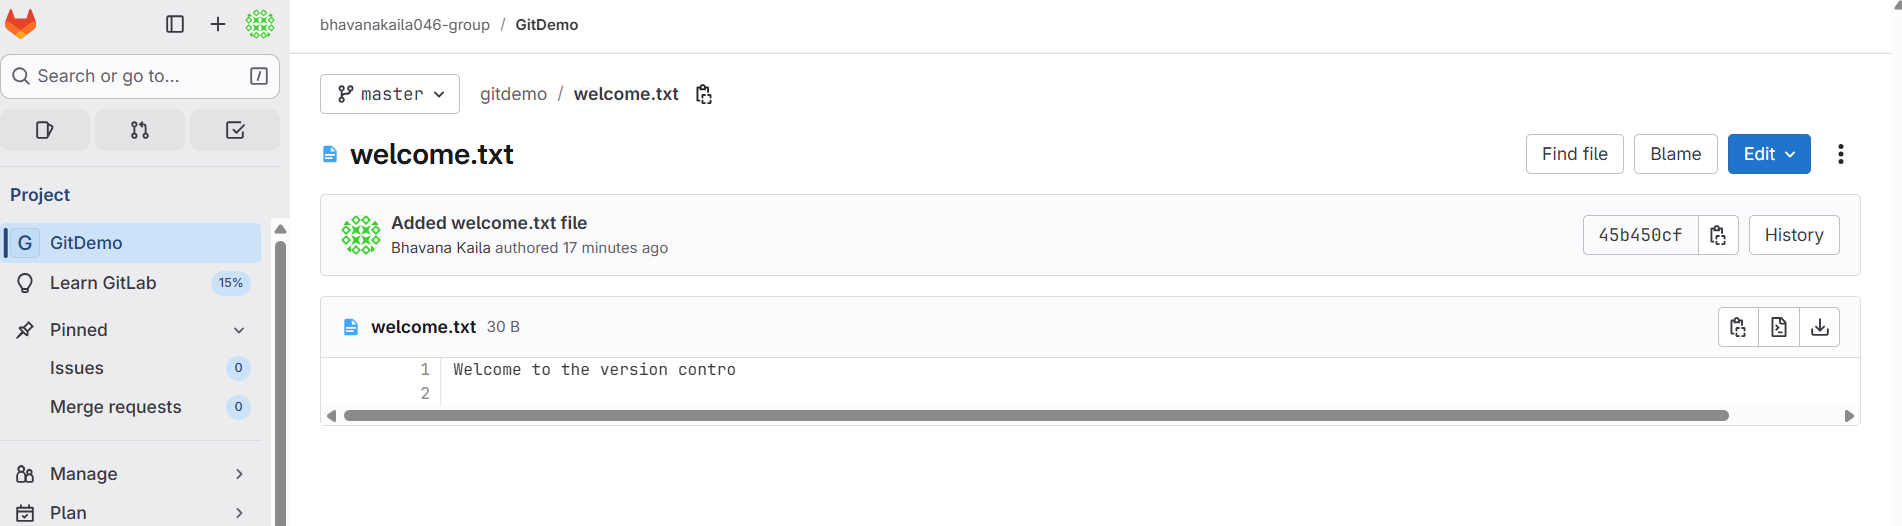 bhavanakaila046-group / GitDemo
Search or go to... /
master
gitdemo / welcome.txt
welcome.txt
Find file
Blame
Edit
Project
Added welcome.txt file
Bhavana Kaila authored 17 minutes ago
45b450cf
History
G GitDemo
Learn GitLab 15%
Pinned
Issues 0
Merge requests 0
Manage
Plan
welcome.txt 30 B
1 Welcome to the version contro
2